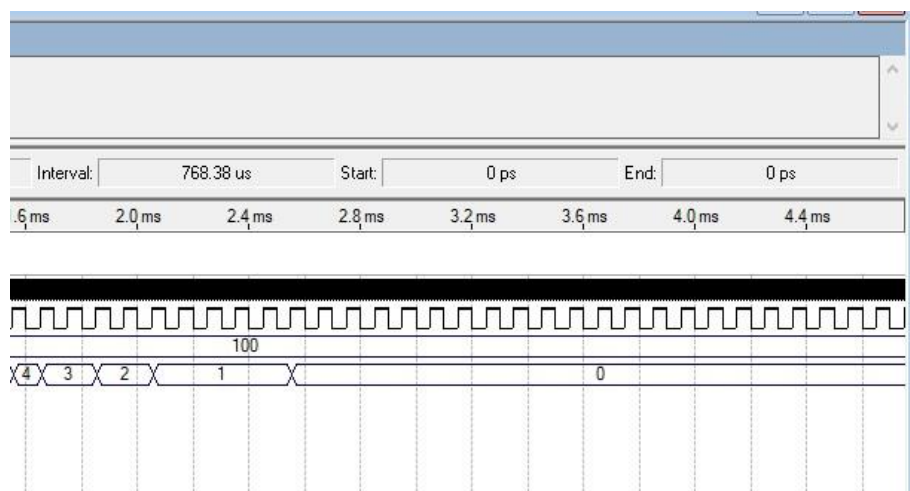 Interval: 768.38 us Start: 0 ps End: 0 ps
.6 ms 2.0 ms 2.4 ms 2.8 ms 3.2 ms 3.6 ms 4.0 ms 4.4 ms
100
4 3 2 1 0